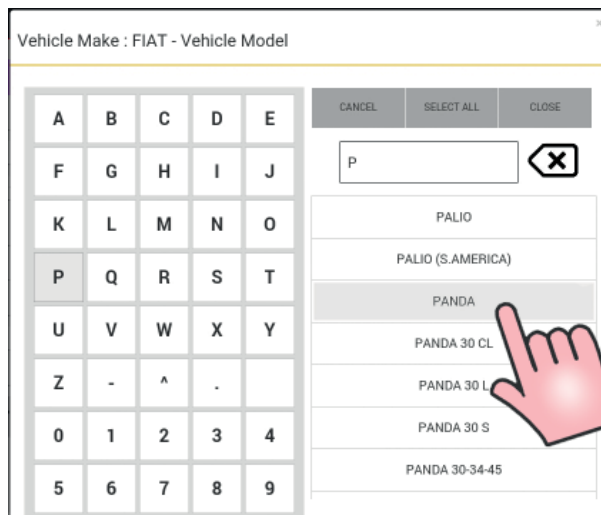 Vehicle Make : FIAT - Vehicle Model
×
A B C D E
F G H I J
K L M N O
P Q R S T
U V W X Y
Z - ^ .
0 1 2 3 4
5 6 7 8 9
CANCEL SELECT ALL CLOSE
P
PALIO
PALIO (S.AMERICA)
PANDA
PANDA 30 CL
PANDA 30 L
PANDA 30 S
PANDA 30-34-45